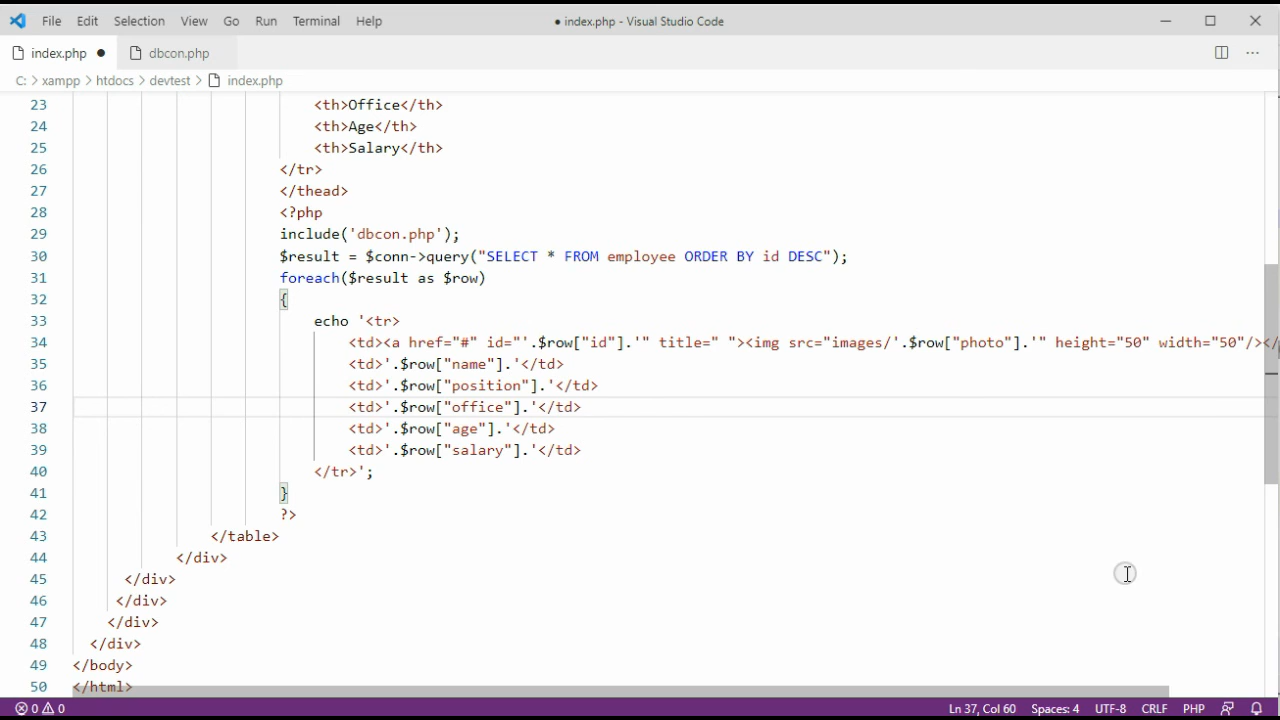 File Edit Selection View Go Run Terminal Help ● index.php - Visual Studio Code
index.php ● dbcon.php
C: > xampp > htdocs > devtest > index.php
23 <th>Office</th>
24 <th>Age</th>
25 <th>Salary</th>
26 </tr>
27 </thead>
28 <?php
29 include('dbcon.php');
30 $result = $conn->query("SELECT * FROM employee ORDER BY id DESC");
31 foreach($result as $row)
32 {
33 echo '<tr>
34 <td><a href="#" id="'.$row["id"].'" title=" "><img src="images/'.$row["photo"].'" height="50" width="50"/></
35 <td>'.$row["name"].'</td>
36 <td>'.$row["position"].'</td>
37 <td>'.$row["office"].'</td>
38 <td>'.$row["age"].'</td>
39 <td>'.$row["salary"].'</td>
40 </tr>';
41 }
42 ?>
43 </table>
44 </div>
45 </div>
46 </div>
47 </div>
48 </div>
49 </body>
50 </html>
0 0 Ln 37, Col 60 Spaces: 4 UTF-8 CRLF PHP